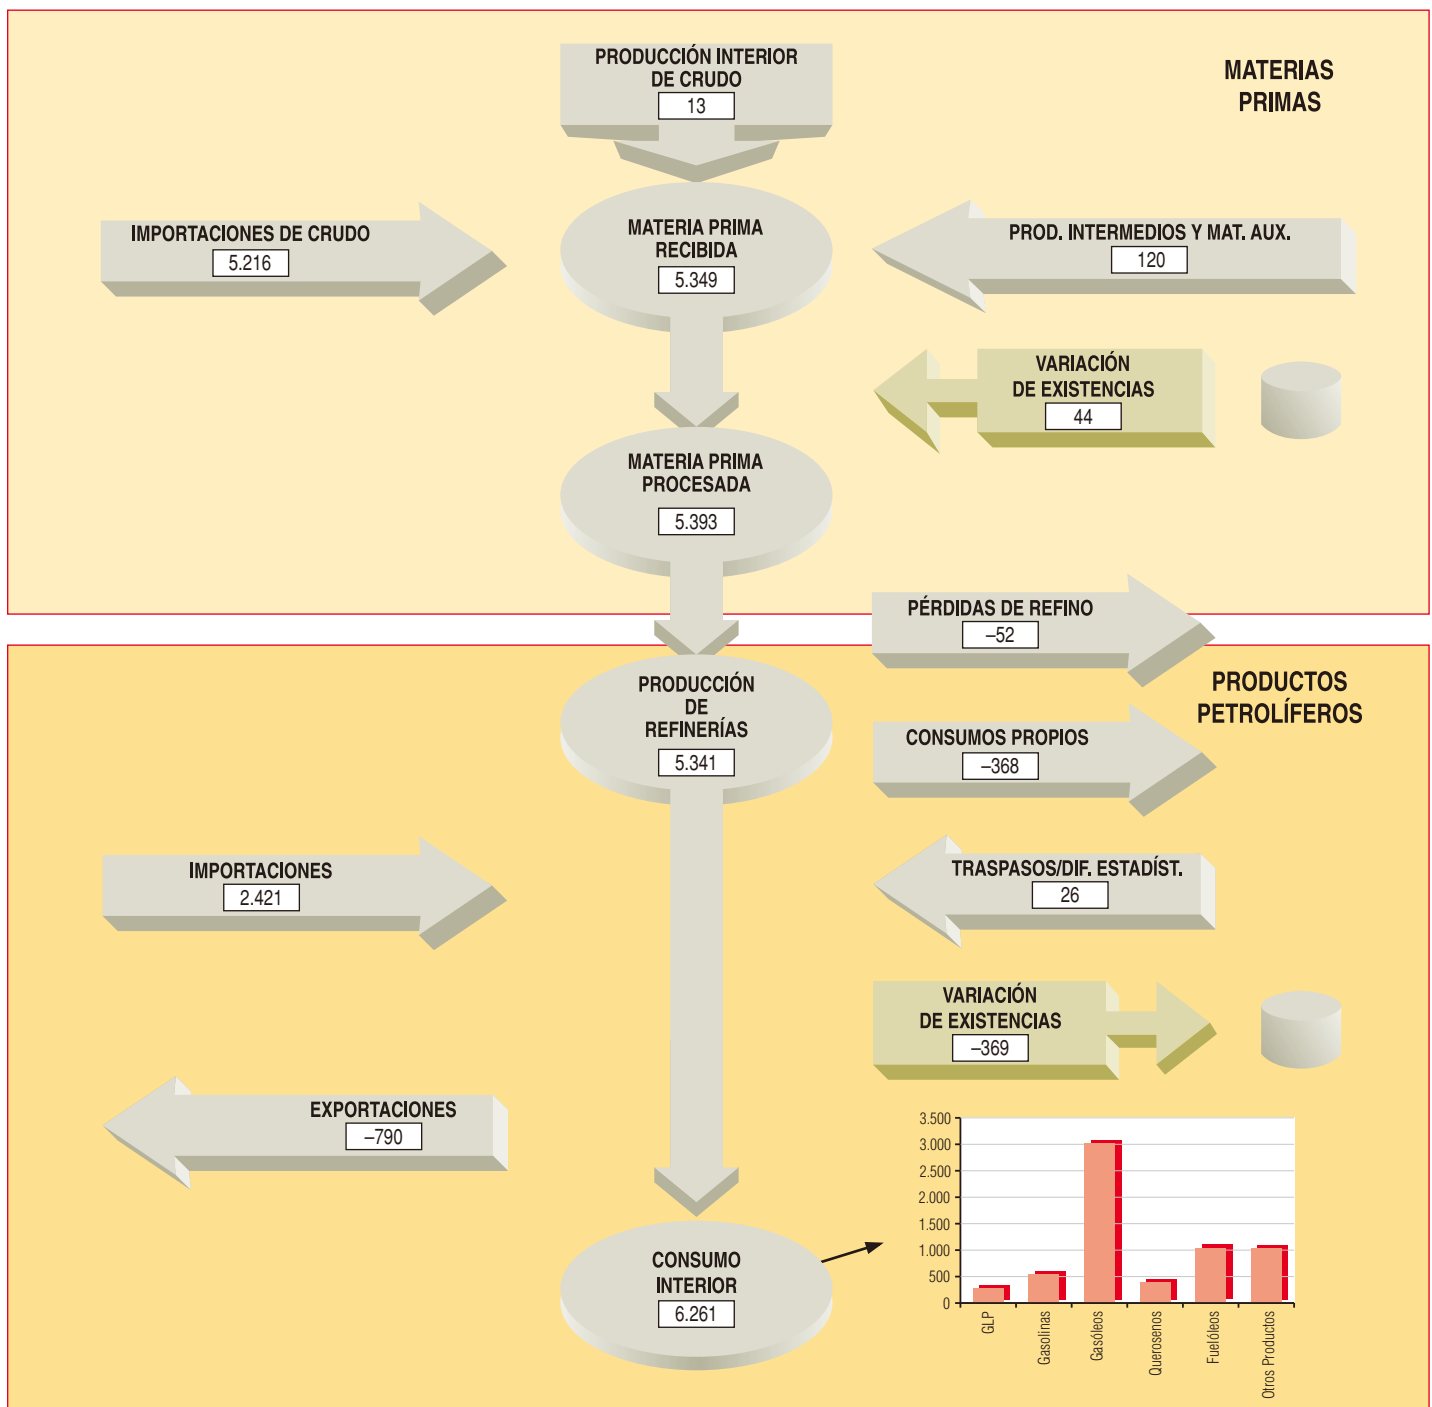 PRODUCCIÓN INTERIOR
DE CRUDO
13
MATERIAS
PRIMAS
IMPORTACIONES DE CRUDO
5.216
MATERIA PRIMA
RECIBIDA
5.349
PROD. INTERMEDIOS Y MAT. AUX.
120
VARIACIÓN
DE EXISTENCIAS
44
MATERIA PRIMA
PROCESADA
5.393
PÉRDIDAS DE REFINO
–52
PRODUCTOS
PETROLÍFEROS
PRODUCCIÓN
DE
REFINERÍAS
5.341
CONSUMOS PROPIOS
–368
IMPORTACIONES
2.421
TRASPASOS/DIF. ESTADÍST.
26
VARIACIÓN
DE EXISTENCIAS
–369
EXPORTACIONES
–790
CONSUMO
INTERIOR
6.261
3.500
3.000
2.500
2.000
1.500
1.000
500
0
GLP
Gasolinas
Gasóleos
Querosenos
Fuelóleos
Otros Productos